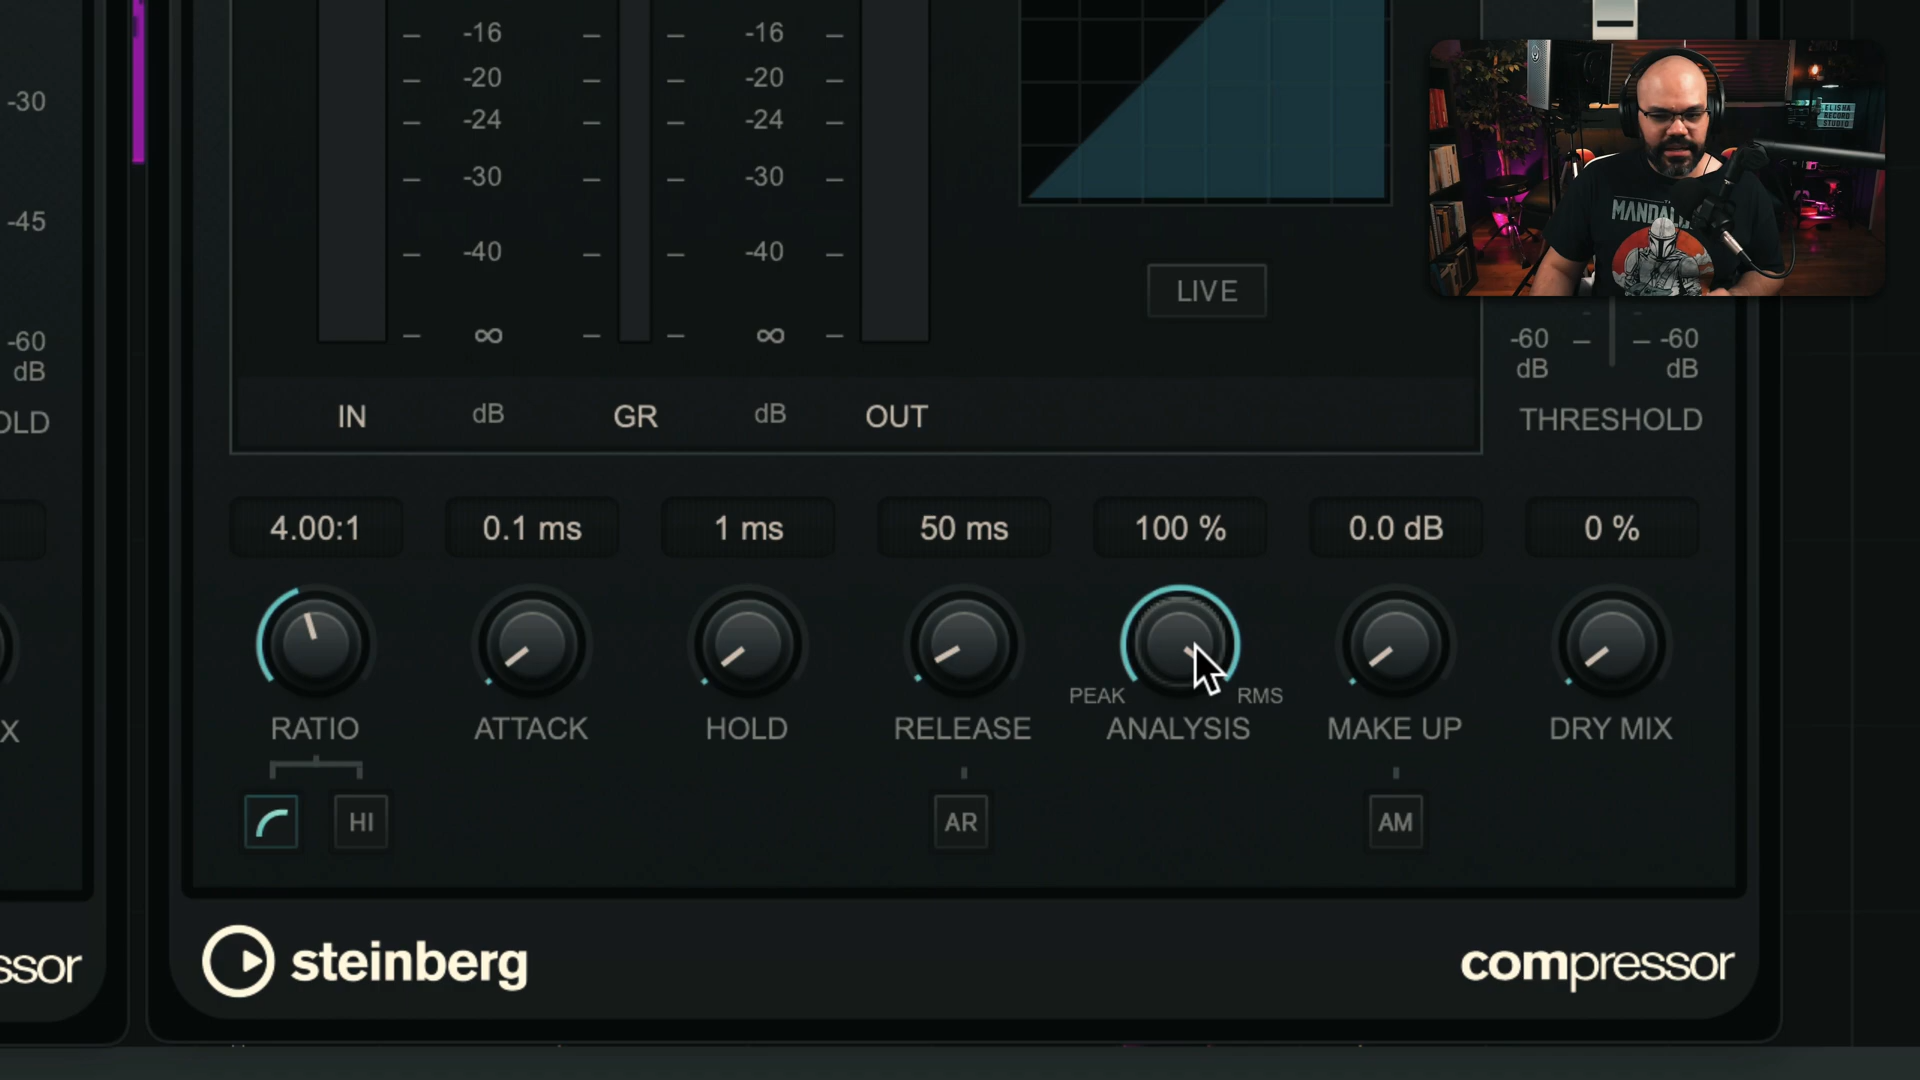 -16
-20
-24
-30
-40
∞
-16
-20
-24
-30
-40
∞
-30
-45
-60
dB
OLD
X
ssor
IN
dB
GR
dB
OUT
LIVE
ELISHA
RECORD
STUDIO
-60
dB
-60
dB
THRESHOLD
4.00:1
0.1 ms
1 ms
50 ms
100 %
0.0 dB
0 %
PEAK
RMS
RATIO
ATTACK
HOLD
RELEASE
ANALYSIS
MAKE UP
DRY MIX
HI
AR
AM
steinberg
compressor